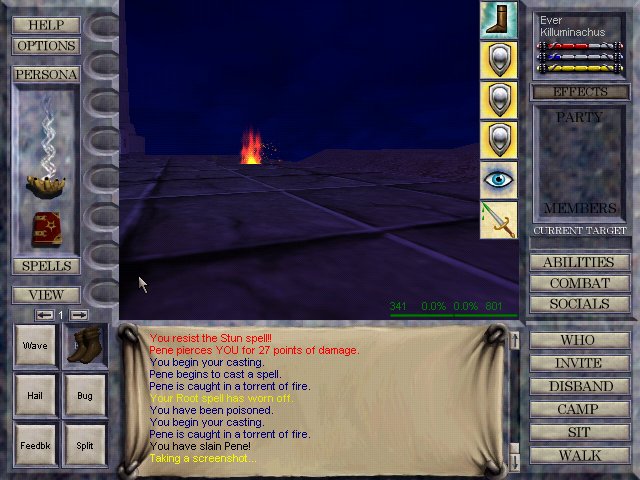 HELP
OPTIONS
PERSONA
SPELLS
VIEW
1
Wave
Hail
Bug
Feedbk
Split
341 0.0% 0.0% 601
You resist the Stun spell!!
Pene pierces YOU for 27 points of damage.
You begin your casting.
Pene begins to cast a spell.
Pene is caught in a torrent of fire.
Your Root spell has worn off.
You have been poisoned.
You begin your casting.
Pene is caught in a torrent of fire.
You have slain Pene!
Taking a screenshot...
Ever
Killuminachus
EFFECTS
PARTY
MEMBERS
CURRENT TARGET
ABILITIES
COMBAT
SOCIALS
WHO
INVITE
DISBAND
CAMP
SIT
WALK